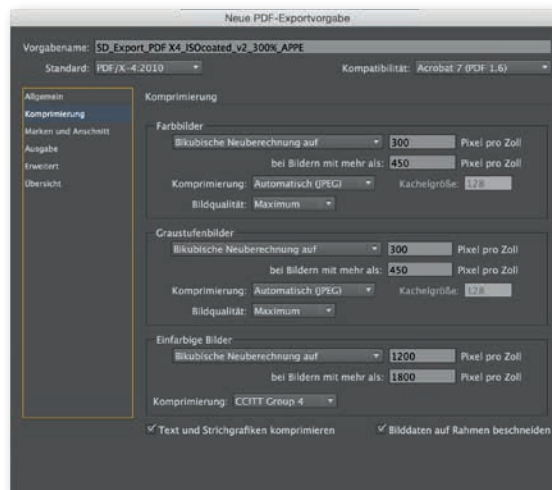 Neue PDF-Exportvorgabe
Vorgabename: SD_Export_PDF X4_ISOcoated_v2_300%_APPE
Standard: PDF/X-4:2010 Kompatibilität: Acrobat 7 (PDF 1.6)
Allgemein
Komprimierung
Marken und Anschnitt
Ausgabe
Erweitert
Übersicht
Komprimierung
Farbbilder
Bikubische Neuberechnung auf 300 Pixel pro Zoll
bei Bildern mit mehr als: 450 Pixel pro Zoll
Komprimierung: Automatisch (JPEG) Kachelgröße: 128
Bildqualität: Maximum
Graustufenbilder
Bikubische Neuberechnung auf 300 Pixel pro Zoll
bei Bildern mit mehr als: 450 Pixel pro Zoll
Komprimierung: Automatisch (JPEG) Kachelgröße: 128
Bildqualität: Maximum
Einfarbige Bilder
Bikubische Neuberechnung auf 1200 Pixel pro Zoll
bei Bildern mit mehr als: 1800 Pixel pro Zoll
Komprimierung: CCITT Group 4
Text und Strichgrafiken komprimieren Bilddaten auf Rahmen beschneiden